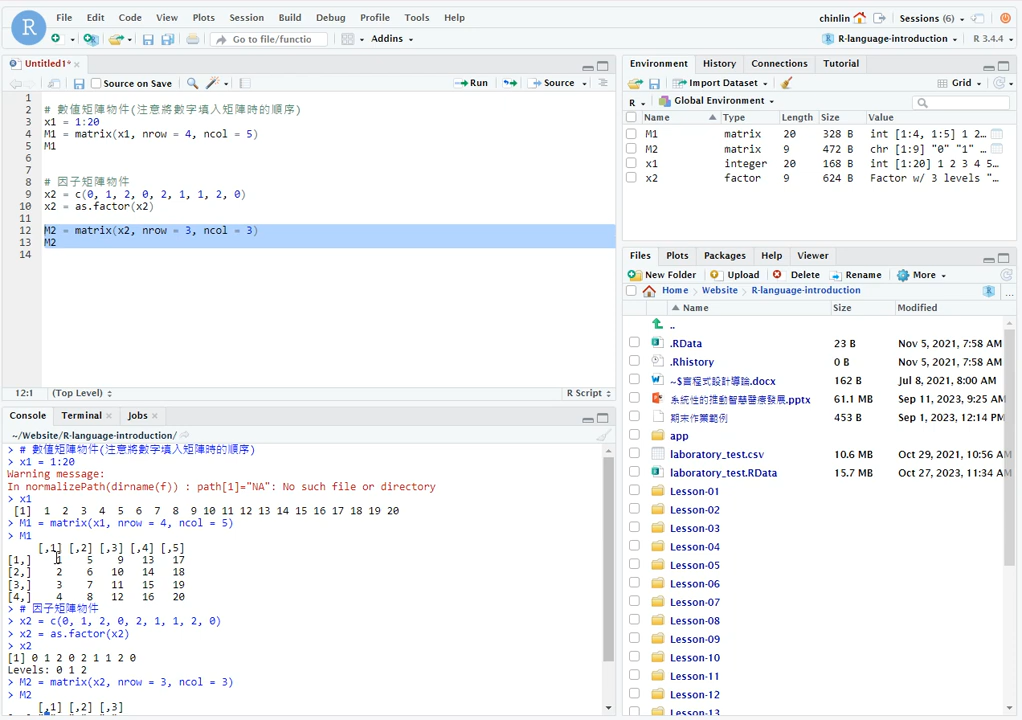 File Edit Code View Plots Session Build Debug Profile Tools Help
chinlin Sessions (6)
Go to file/functio Addins
R-language-introduction R 3.4.4
Untitled1*
Source on Save Run Source
1
2 # 數值矩陣物件(注意將數字填入矩陣時的順序)
3 x1 = 1:20
4 M1 = matrix(x1, nrow = 4, ncol = 5)
5 M1
6
7
8 # 因子矩陣物件
9 x2 = c(0, 1, 2, 0, 2, 1, 1, 2, 0)
10 x2 = as.factor(x2)
11
12 M2 = matrix(x2, nrow = 3, ncol = 3)
13 M2
14
12:1 (Top Level) R Script
Console Terminal Jobs
~/Website/R-language-introduction/
> # 數值矩陣物件(注意將數字填入矩陣時的順序)
> x1 = 1:20
Warning message:
In normalizePath(dirname(f)) : path[1]="NA": No such file or directory
> x1
[1] 1 2 3 4 5 6 7 8 9 10 11 12 13 14 15 16 17 18 19 20
> M1 = matrix(x1, nrow = 4, ncol = 5)
> M1
[,1] [,2] [,3] [,4] [,5]
[1,] 1 5 9 13 17
[2,] 2 6 10 14 18
[3,] 3 7 11 15 19
[4,] 4 8 12 16 20
> # 因子矩陣物件
> x2 = c(0, 1, 2, 0, 2, 1, 1, 2, 0)
> x2 = as.factor(x2)
> x2
[1] 0 1 2 0 2 1 1 2 0
Levels: 0 1 2
> M2 = matrix(x2, nrow = 3, ncol = 3)
> M2
[,1] [,2] [,3]
Environment History Connections Tutorial
Import Dataset Grid
R Global Environment
Name Type Length Size Value
M1 matrix 20 328 B int [1:4, 1:5] 1 2…
M2 matrix 9 472 B chr [1:9] "0" "1" …
x1 integer 20 168 B int [1:20] 1 2 3 4 5…
x2 factor 9 624 B Factor w/ 3 levels "…
Files Plots Packages Help Viewer
New Folder Upload Delete Rename More
Home Website R-language-introduction ...
Name Size Modified
..
.RData 23 B Nov 5, 2021, 7:58 AM
.Rhistory 0 B Nov 5, 2021, 7:58 AM
~$言程式設計導論.docx 162 B Jul 8, 2021, 8:00 AM
系統性的推動智慧醫療發展.pptx 61.1 MB Sep 11, 2023, 9:25 AM
期末作業範例 453 B Sep 1, 2023, 12:14 PM
app
laboratory_test.csv 10.6 MB Oct 29, 2021, 10:56 AM
laboratory_test.RData 15.7 MB Oct 27, 2023, 11:34 AM
Lesson-01
Lesson-02
Lesson-03
Lesson-04
Lesson-05
Lesson-06
Lesson-07
Lesson-08
Lesson-09
Lesson-10
Lesson-11
Lesson-12
Lesson-13